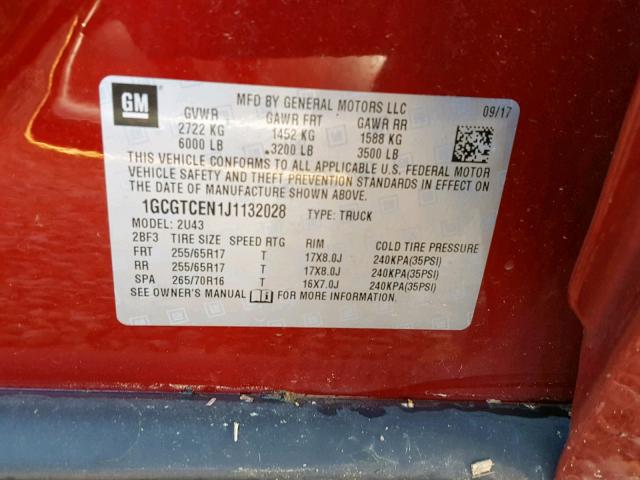 GM
MFD BY GENERAL MOTORS LLC 09/17
GVWR GAWR FRT GAWR RR
2722 KG 1452 KG 1588 KG
6000 LB 3200 LB 3500 LB
THIS VEHICLE CONFORMS TO ALL APPLICABLE U.S. FEDERAL MOTOR
VEHICLE SAFETY AND THEFT PREVENTION STANDARDS IN EFFECT ON
THE DATE OF MANUFACTURE SHOWN ABOVE.
1GCGTCEN1J1132028 TYPE: TRUCK
MODEL: 2U43
2BF3 TIRE SIZE SPEED RTG RIM COLD TIRE PRESSURE
FRT 255/65R17 T 17X8.0J 240KPA(35PSI)
RR 255/65R17 T 17X8.0J 240KPA(35PSI)
SPA 265/70R16 T 16X7.0J 240KPA(35PSI)
SEE OWNER'S MANUAL FOR MORE INFORMATION.